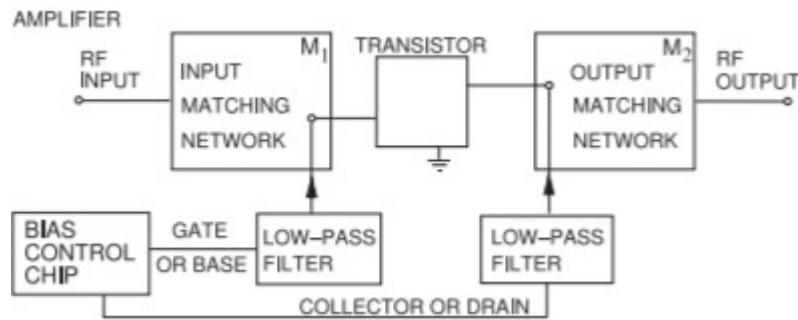 AMPLIFIER
RF
INPUT
INPUT
MATCHING
NETWORK
M1
TRANSISTOR
OUTPUT
MATCHING
NETWORK
M2
RF
OUTPUT
BIAS
CONTROL
CHIP
GATE
OR BASE
LOW–PASS
FILTER
LOW–PASS
FILTER
COLLECTOR OR DRAIN